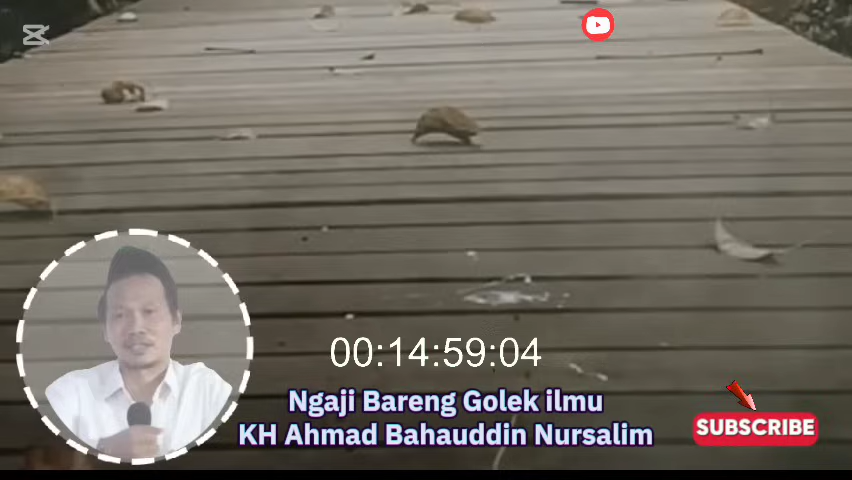 00:14:59:04
Ngaji Bareng Golek ilmu
KH Ahmad Bahauddin Nursalim
SUBSCRIBE